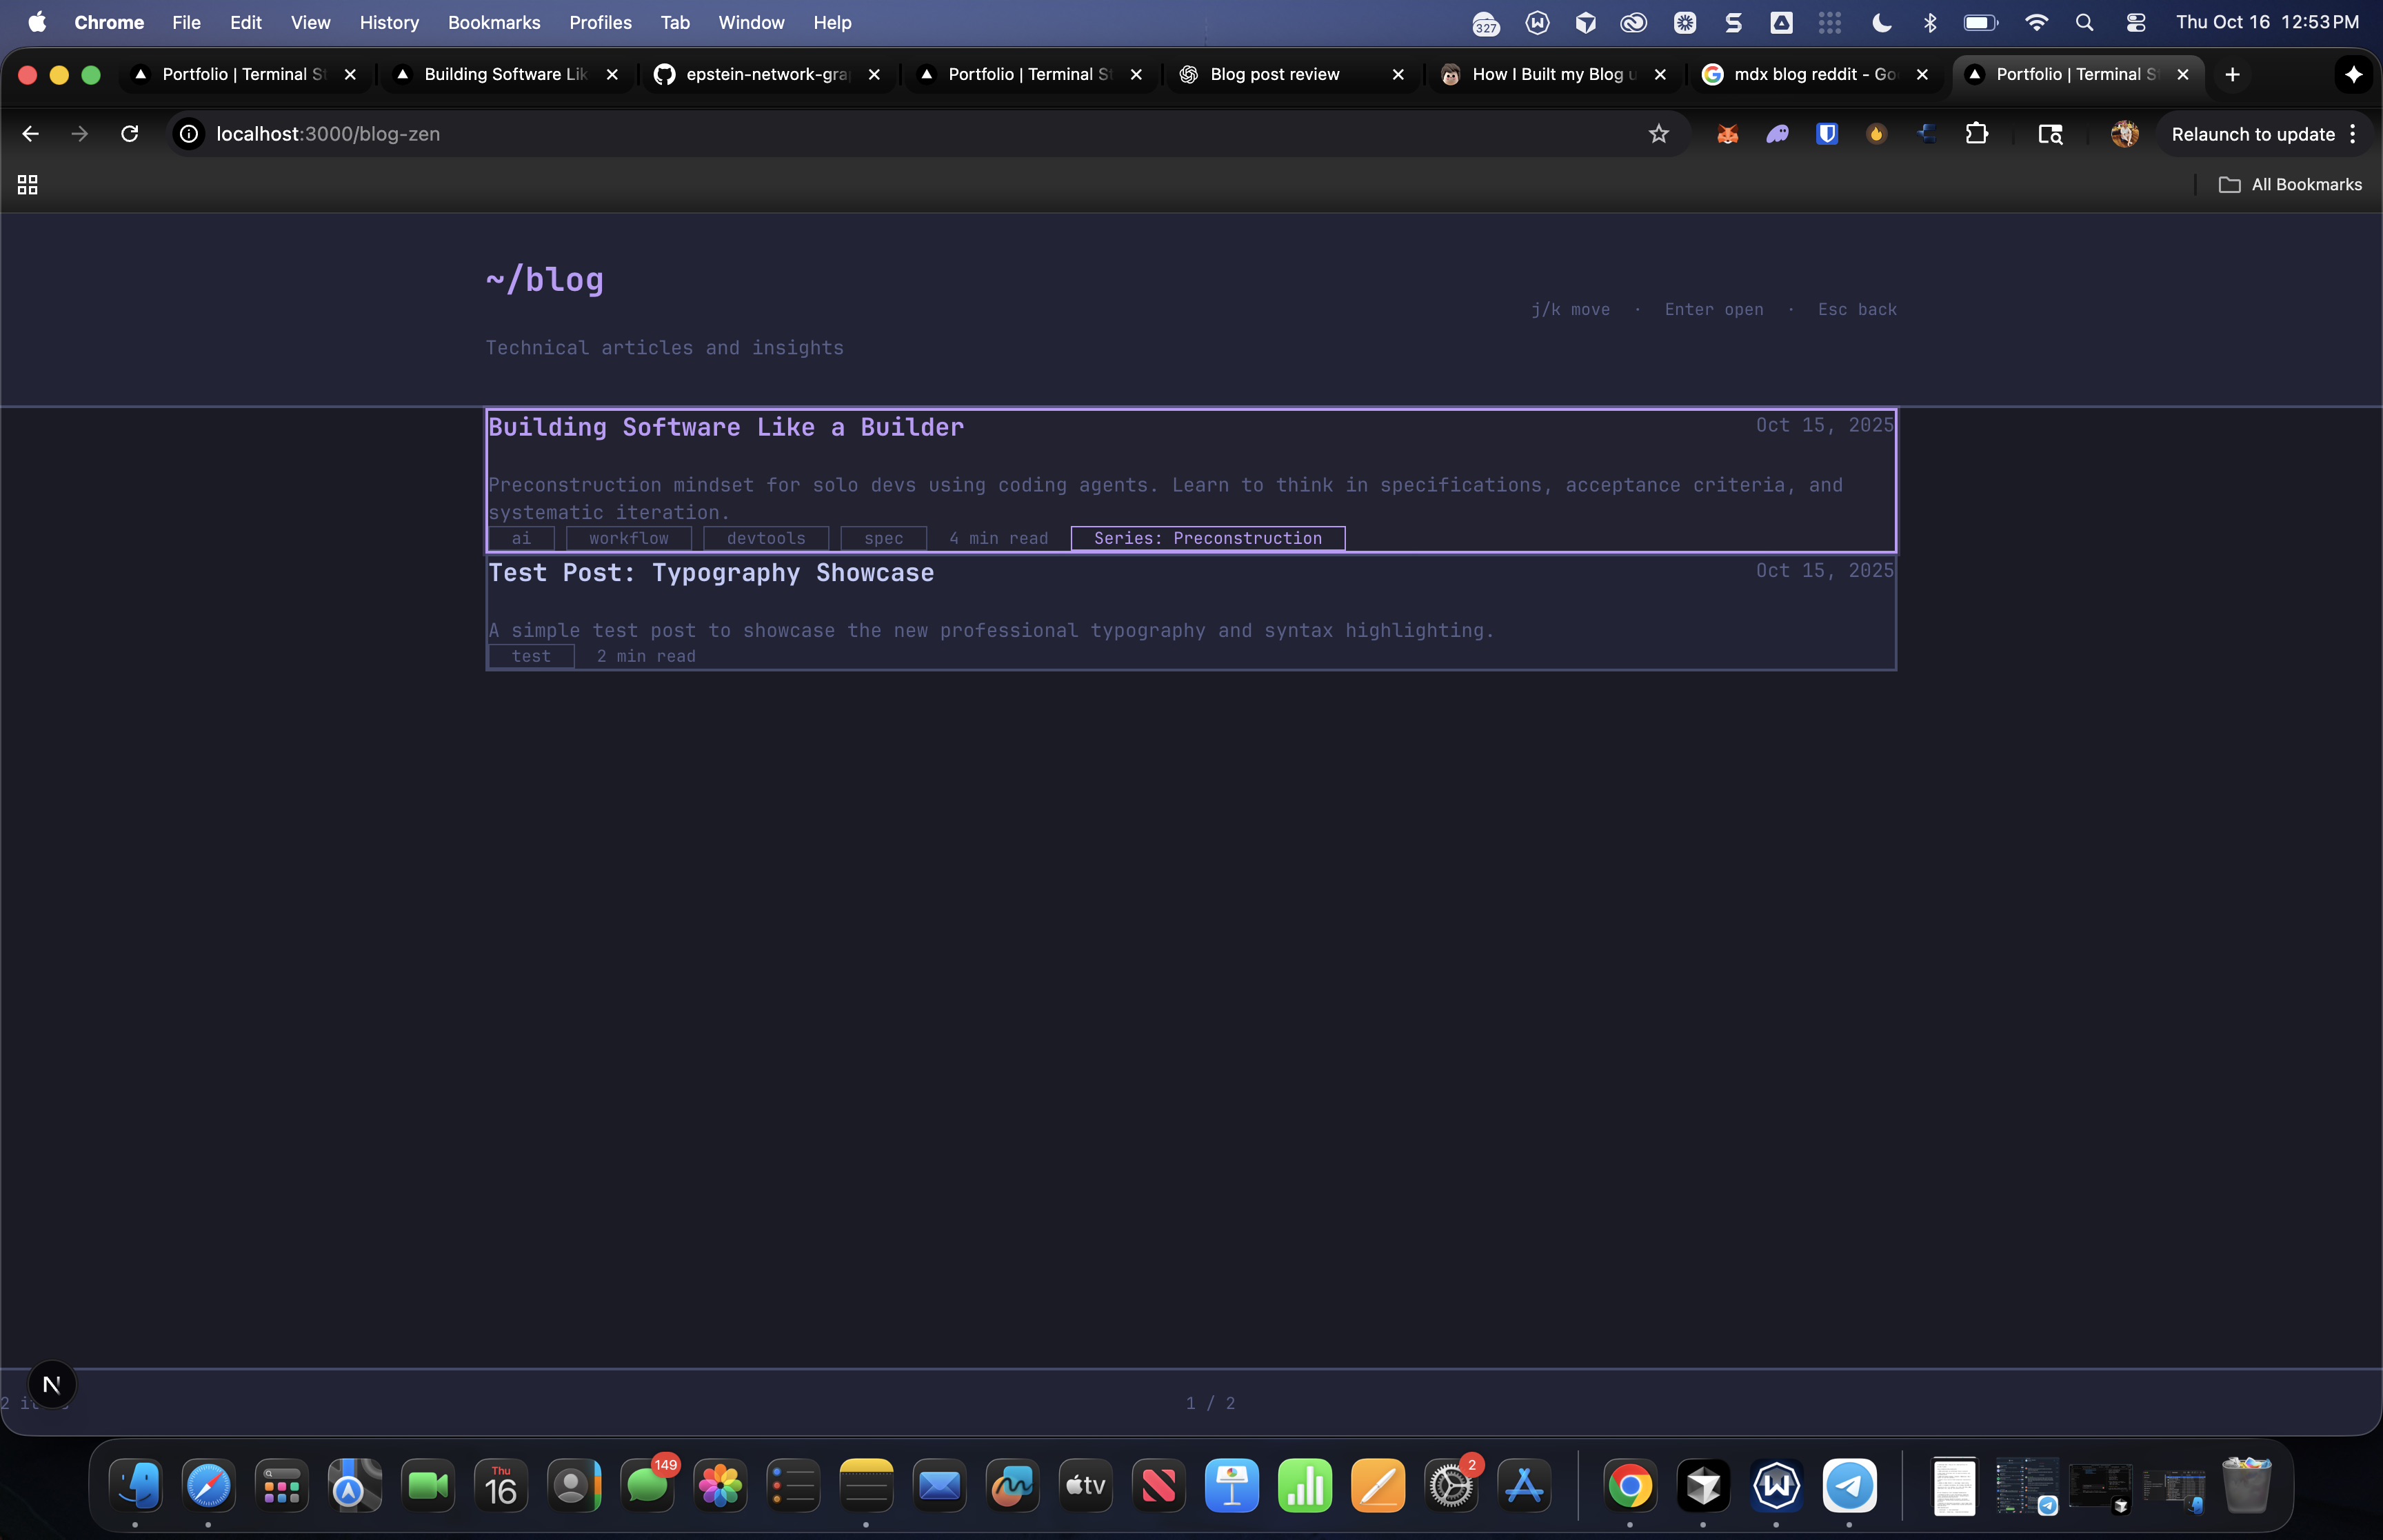 Chrome File Edit View History Bookmarks Profiles Tab Window Help 327 Thu Oct 16 12:53 PM
Portfolio | Terminal St Building Software Lik epstein-network-gra Portfolio | Terminal St Blog post review How I Built my Blog u mdx blog reddit - Go Portfolio | Terminal S
localhost:3000/blog-zen Relaunch to update
All Bookmarks
~/blog
j/k move · Enter open · Esc back
Technical articles and insights
Building Software Like a Builder Oct 15, 2025
Preconstruction mindset for solo devs using coding agents. Learn to think in specifications, acceptance criteria, and
systematic iteration.
ai workflow devtools spec 4 min read Series: Preconstruction
Test Post: Typography Showcase Oct 15, 2025
A simple test post to showcase the new professional typography and syntax highlighting.
test 2 min read
N
2 1 / 2
Thu 149 2
16 tv